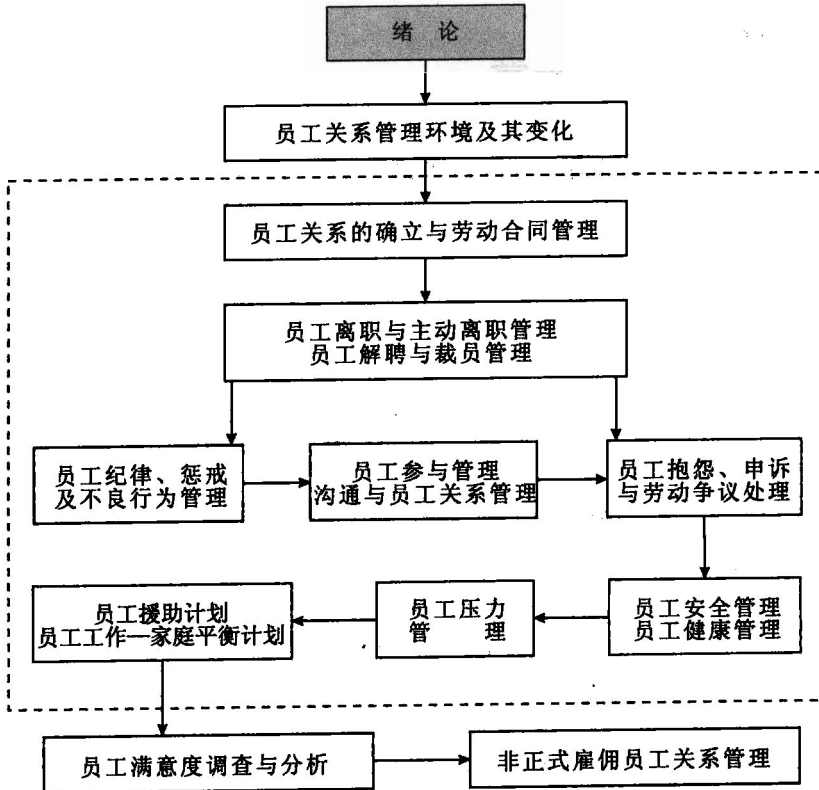 绪 论
员工关系管理环境及其变化
员工关系的确立与劳动合同管理
员工离职与主动离职管理
员工解聘与裁员管理
员工纪律、惩戒
及不良行为管理
员工参与管理
沟通与员工关系管理
员工抱怨、申诉
与劳动争议处理
员工援助计划
员工工作—家庭平衡计划
员工压力
管 理
员工安全管理
员工健康管理
员工满意度调查与分析
非正式雇佣员工关系管理